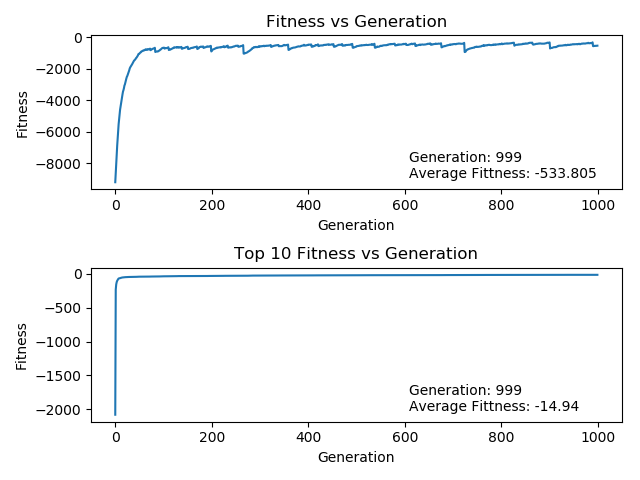 Fitness vs Generation
0
−2000
−4000
−6000
−8000
Fitness
Generation: 999
Average Fittness: -533.805
0 200 400 600 800 1000
Generation
Top 10 Fitness vs Generation
0
−500
−1000
−1500
−2000
Fitness
Generation: 999
Average Fittness: -14.94
0 200 400 600 800 1000
Generation